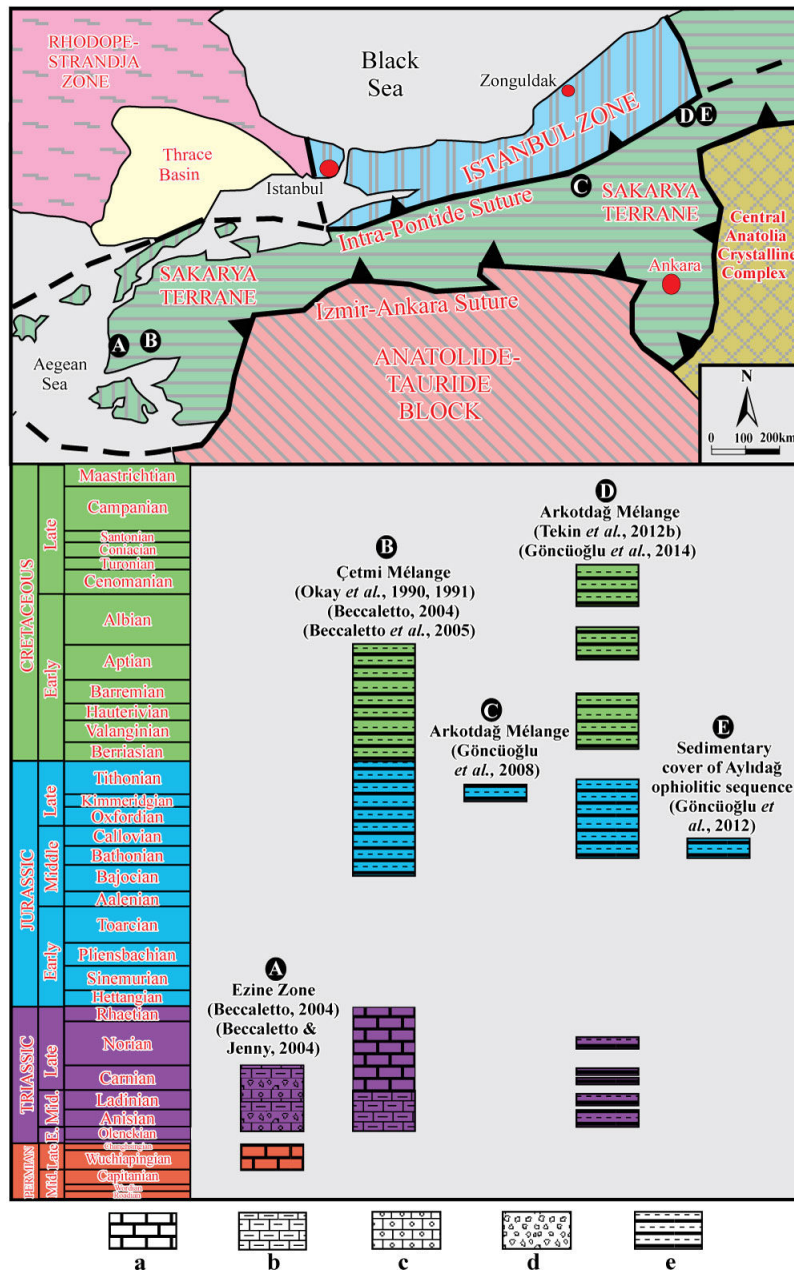 RHODOPE-
STRANDJA
ZONE
Black
Sea
Zonguldak
Thrace
Basin
Istanbul
ISTANBUL ZONE
Intra-Pontide Suture
D
E
C
SAKARYA
TERRANE
Central
Anatolia
Crystalline
Complex
SAKARYA
TERRANE
Ankara
Izmir-Ankara Suture
A
B
Aegean
Sea
ANATOLIDE-
TAURIDE
BLOCK
N
0 100 200km
CRETACEOUS
Late
Maastrichtian
Campanian
Santonian
Coniacian
Turonian
Cenomanian
Early
Albian
Aptian
Barremian
Hauterivian
Valanginian
Berriasian
JURASSIC
Late
Tithonian
Kimmeridgian
Oxfordian
Middle
Callovian
Bathonian
Bajocian
Aalenian
Early
Toarcian
Pliensbachian
Sinemurian
Hettangian
TRIASSIC
Late
Rhaetian
Norian
Carnian
Mid.
Ladinian
Anisian
E.
Olenekian
PERMIAN
Late
Changhsingian
Wuchiapingian
Mid.
Capitanian
D
Arkotdağ Mélange
(Tekin et al., 2012b)
(Göncüoğlu et al., 2014)
B
Çetmi Mélange
(Okay et al., 1990, 1991)
(Beccaletto, 2004)
(Beccaletto et al., 2005)
C
Arkotdağ Mélange
(Göncüoğlu
et al., 2008)
E
Sedimentary
cover of Aylıdağ
ophiolitic sequence
(Göncüoğlu et
al., 2012)
A
Ezine Zone
(Beccaletto, 2004)
(Beccaletto &
Jenny, 2004)
a b c d e